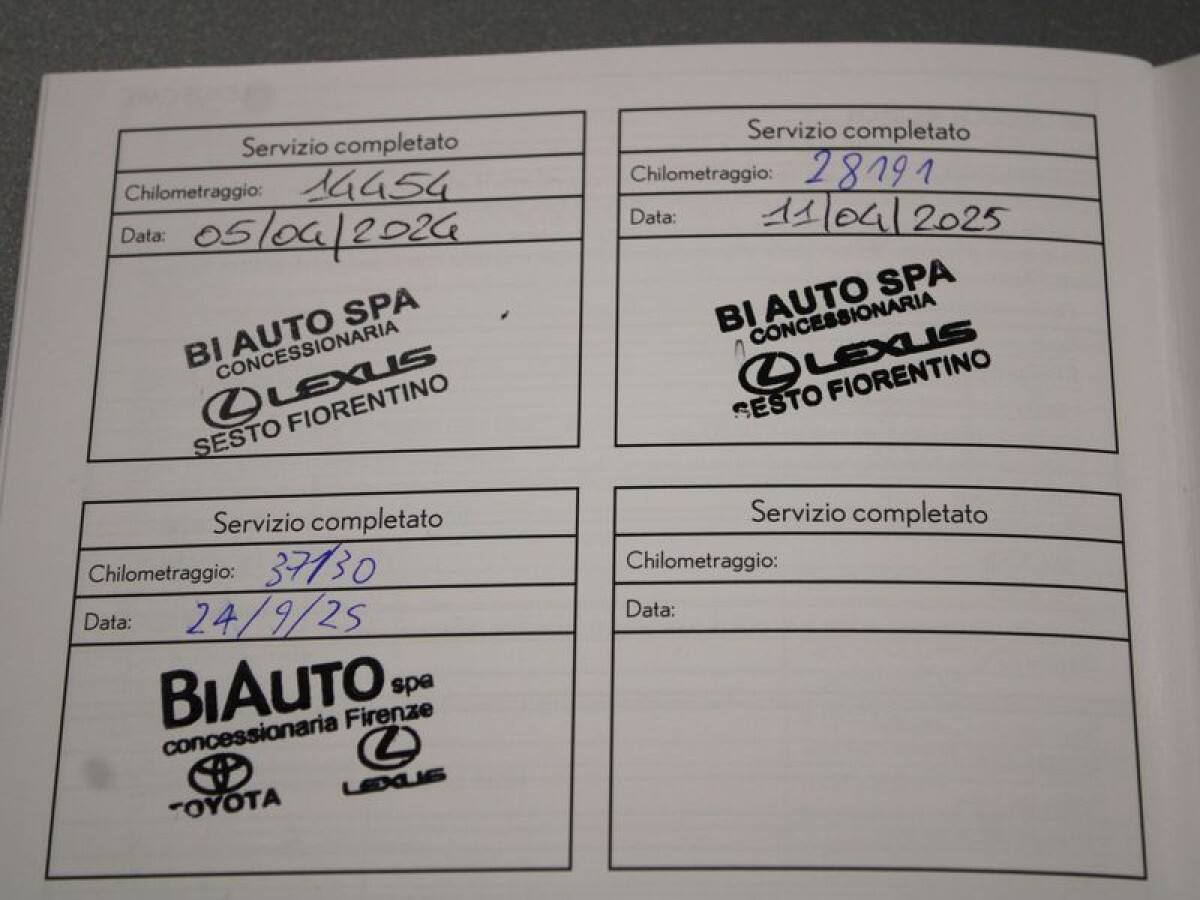 Servizio completato
Chilometraggio: 14454
Data: 05/04/2024
BI AUTO SPA
CONCESSIONARIA
LEXUS
SESTO FIORENTINO
Servizio completato
Chilometraggio: 28191
Data: 11/04/2025
BI AUTO SPA
CONCESSIONARIA
LEXUS
SESTO FIORENTINO
Servizio completato
Chilometraggio: 37130
Data: 24/9/25
BIAUTO spa
concessionaria Firenze
TOYOTA LEXUS
Servizio completato
Chilometraggio:
Data: